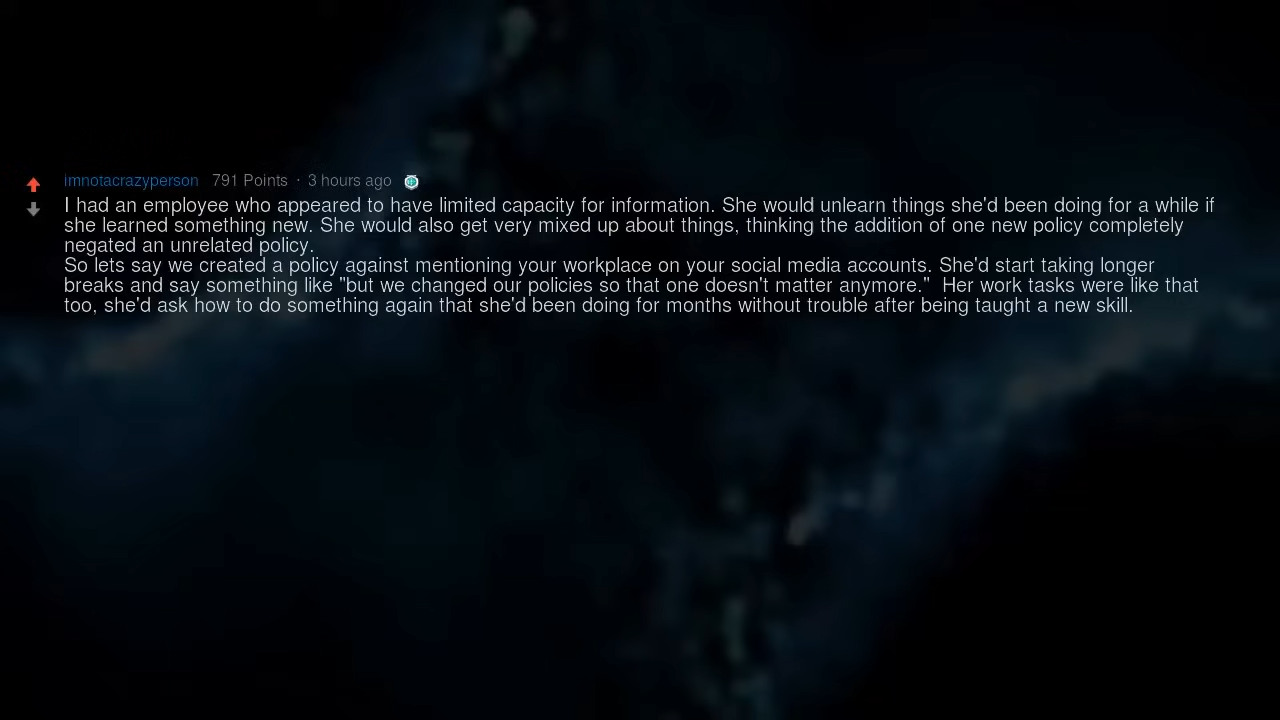 imnotacrazyperson 791 Points · 3 hours ago
I had an employee who appeared to have limited capacity for information. She would unlearn things she'd been doing for a while if
she learned something new. She would also get very mixed up about things, thinking the addition of one new policy completely
negated an unrelated policy.
So lets say we created a policy against mentioning your workplace on your social media accounts. She'd start taking longer
breaks and say something like "but we changed our policies so that one doesn't matter anymore."  Her work tasks were like that
too, she'd ask how to do something again that she'd been doing for months without trouble after being taught a new skill.